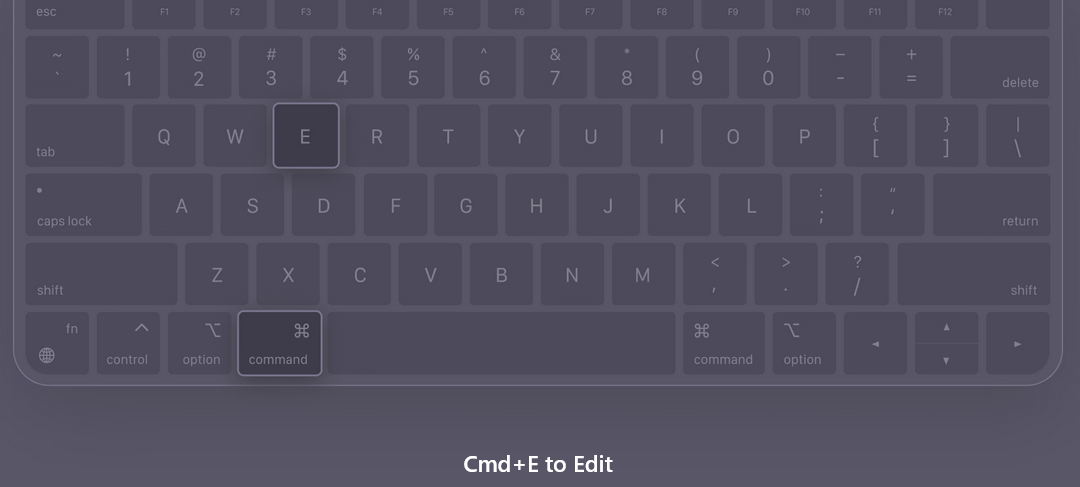 esc F1 F2 F3 F4 F5 F6 F7 F8 F9 F10 F11 F12
~ ! @ # $ % ^ & * ( ) – +
` 1 2 3 4 5 6 7 8 9 0 - = delete
tab Q W E R T Y U I O P { [ } ] | \
caps lock A S D F G H J K L : ; " ' return
shift Z X C V B N M < , > . ? / shift
fn ^ ⌥ ⌘ ⌘ ⌥
control option command command option
Cmd+E to Edit